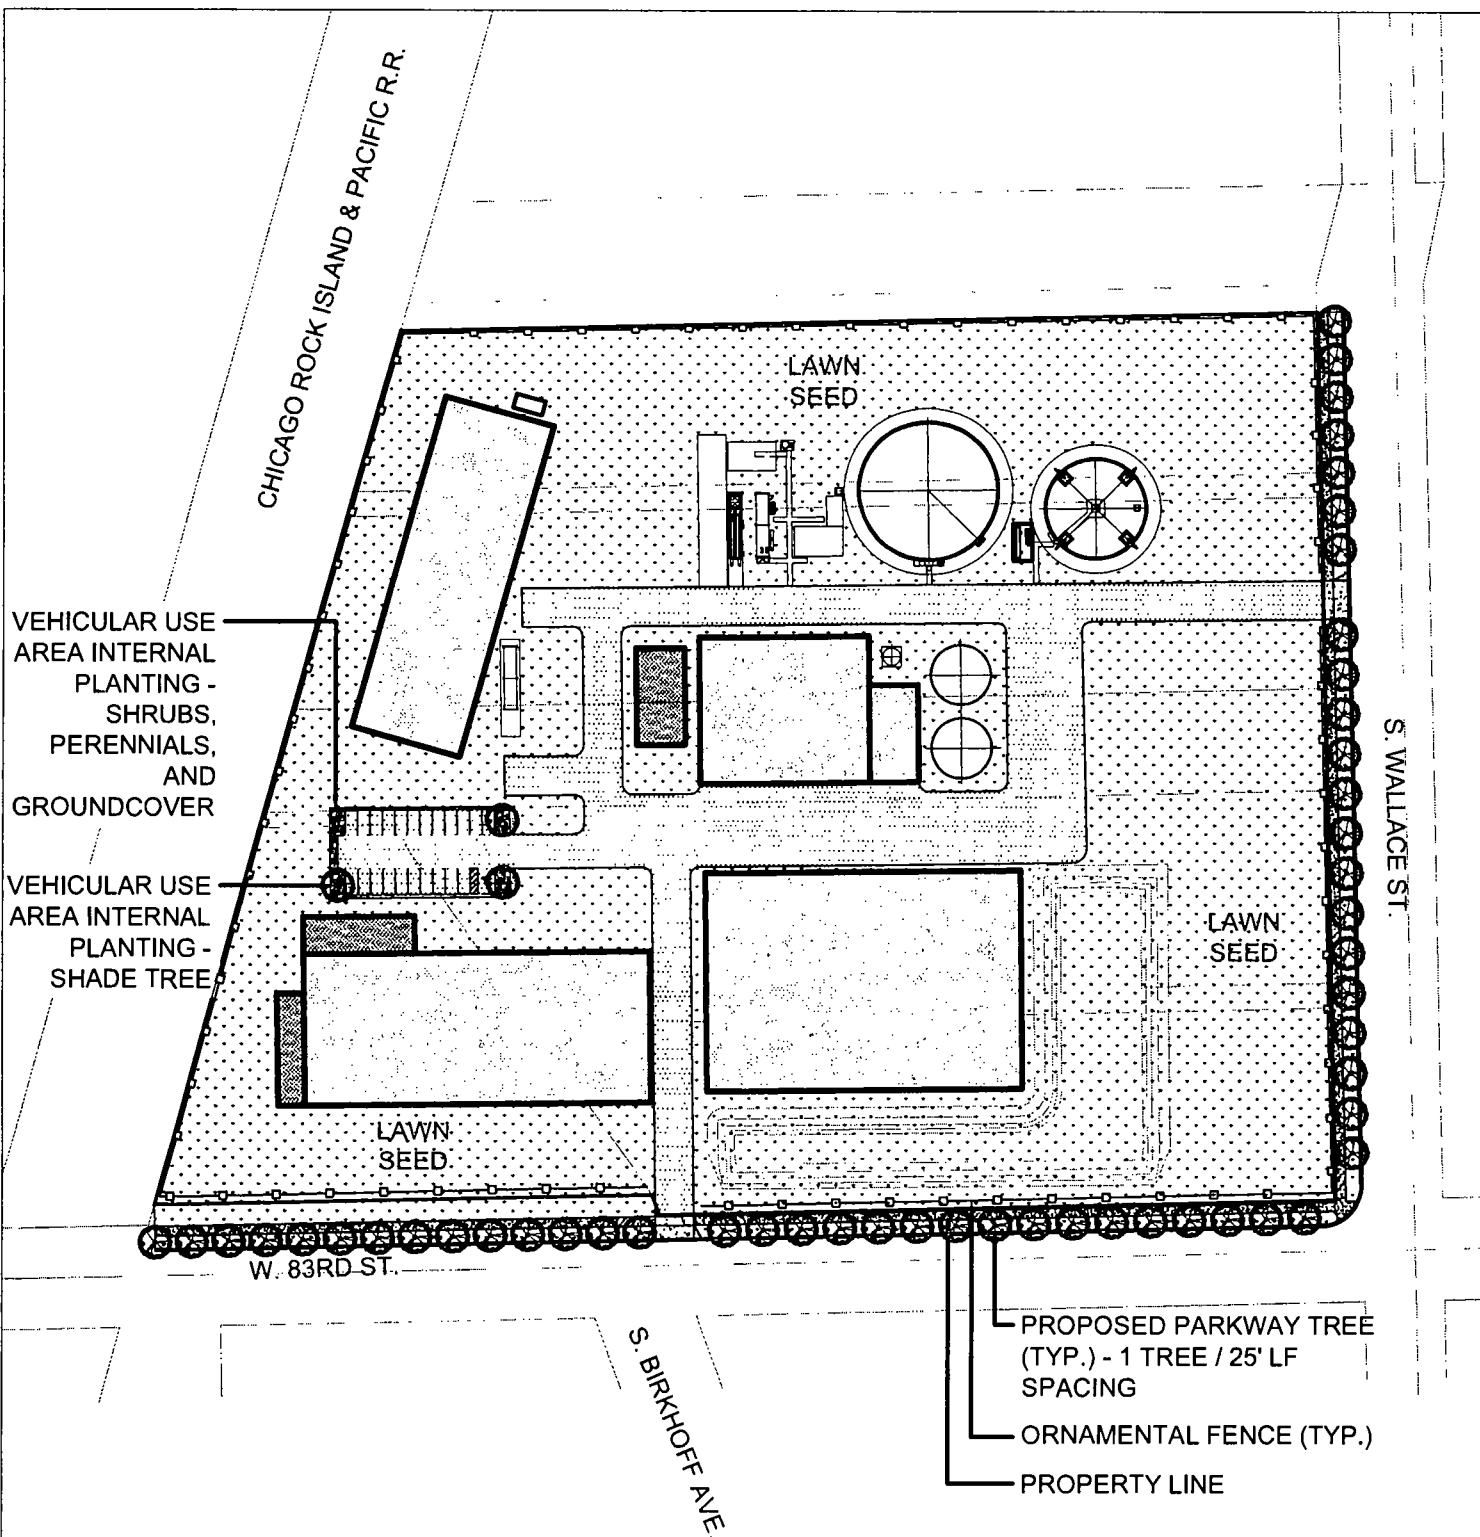 CHICAGO ROCK ISLAND & PACIFIC R.R.
LAWN
SEED
VEHICULAR USE
AREA INTERNAL
PLANTING -
SHRUBS,
PERENNIALS,
AND
GROUNDCOVER
VEHICULAR USE
AREA INTERNAL
PLANTING -
SHADE TREE
S. WALLACE ST.
LAWN
SEED
LAWN
SEED
W. 83RD ST.
S. BIRKHOFF AVE
PROPOSED PARKWAY TREE
(TYP.) - 1 TREE / 25' LF
SPACING
ORNAMENTAL FENCE (TYP.)
PROPERTY LINE